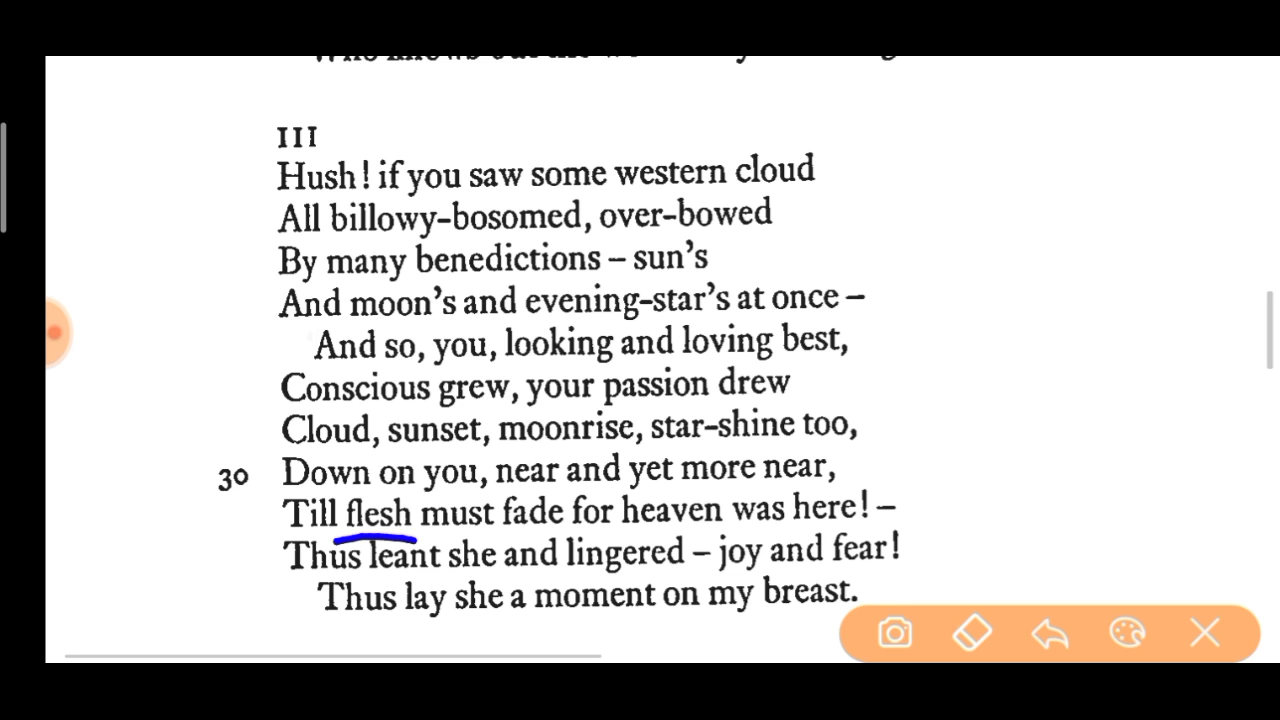 III
Hush! if you saw some western cloud
All billowy-bosomed, over-bowed
By many benedictions – sun's
And moon's and evening-star's at once –
And so, you, looking and loving best,
Conscious grew, your passion drew
Cloud, sunset, moonrise, star-shine too,
30 Down on you, near and yet more near,
Till flesh must fade for heaven was here! –
Thus leant she and lingered – joy and fear!
Thus lay she a moment on my breast.